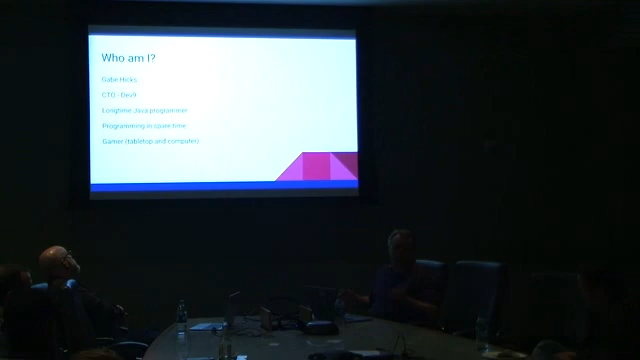 Who am I?
Gabe Hicks
CTO - Dev9
Longtime Java programmer
Programming in spare time
Gamer (tabletop and computer)